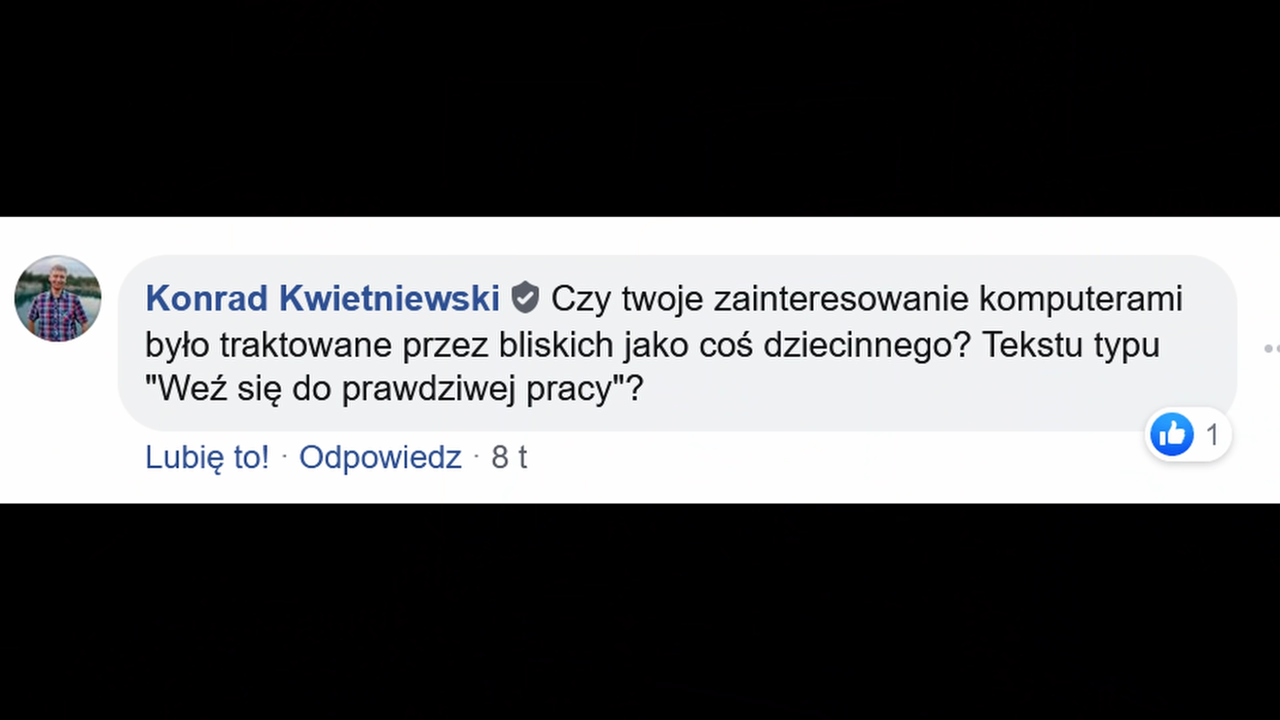 Konrad Kwietniewski Czy twoje zainteresowanie komputerami
było traktowane przez bliskich jako coś dziecinnego? Tekstu typu
"Weź się do prawdziwej pracy"?
1
Lubię to! · Odpowiedz · 8 t